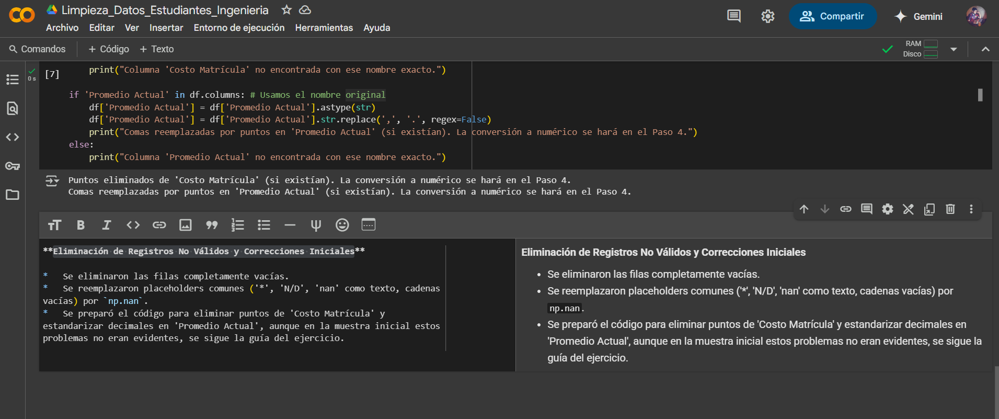 Limpieza_Datos_Estudiantes_Ingenieria
Archivo Editar Ver Insertar Entorno de ejecución Herramientas Ayuda
Compartir
Gemini
Comandos + Código + Texto
RAM
Disco
[7]
0 s
print("Columna 'Costo Matrícula' no encontrada con ese nombre exacto.")
if 'Promedio Actual' in df.columns: # Usamos el nombre original
df['Promedio Actual'] = df['Promedio Actual'].astype(str)
df['Promedio Actual'] = df['Promedio Actual'].str.replace(',', '.', regex=False)
print("Comas reemplazadas por puntos en 'Promedio Actual' (si existían). La conversión a numérico se hará en el Paso 4.")
else:
print("Columna 'Promedio Actual' no encontrada con ese nombre exacto.")
Puntos eliminados de 'Costo Matrícula' (si existían). La conversión a numérico se hará en el Paso 4.
Comas reemplazadas por puntos en 'Promedio Actual' (si existían). La conversión a numérico se hará en el Paso 4.
**Eliminación de Registros No Válidos y Correcciones Iniciales**
* Se eliminaron las filas completamente vacías.
* Se reemplazaron placeholders comunes ('*', 'N/D', 'nan' como texto, cadenas
vacías) por `np.nan`.
* Se preparó el código para eliminar puntos de 'Costo Matrícula' y
estandarizar decimales en 'Promedio Actual', aunque en la muestra inicial estos
problemas no eran evidentes, se sigue la guía del ejercicio.
Eliminación de Registros No Válidos y Correcciones Iniciales
• Se eliminaron las filas completamente vacías.
• Se reemplazaron placeholders comunes ('*', 'N/D', 'nan' como texto, cadenas vacías) por
np.nan.
• Se preparó el código para eliminar puntos de 'Costo Matrícula' y estandarizar decimales en
'Promedio Actual', aunque en la muestra inicial estos problemas no eran evidentes, se sigue la
guía del ejercicio.